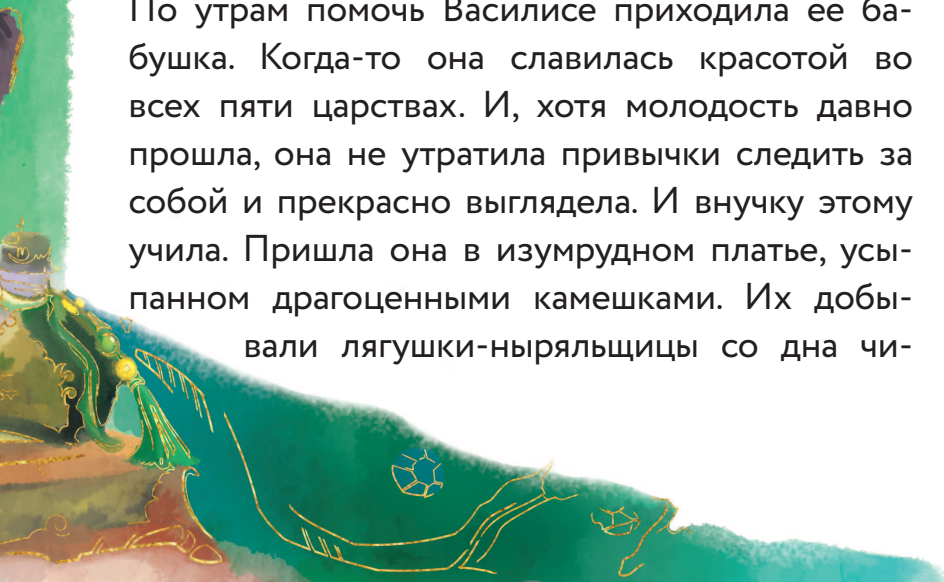 По утрам помочь Василисе приходила ее ба-
бушка. Когда-то она славилась красотой во
всех пяти царствах. И, хотя молодость давно
прошла, она не утратила привычки следить за
собой и прекрасно выглядела. И внучку этому
учила. Пришла она в изумрудном платье, усы-
панном драгоценными камешками. Их добы-
вали лягушки-ныряльщицы со дна чи-